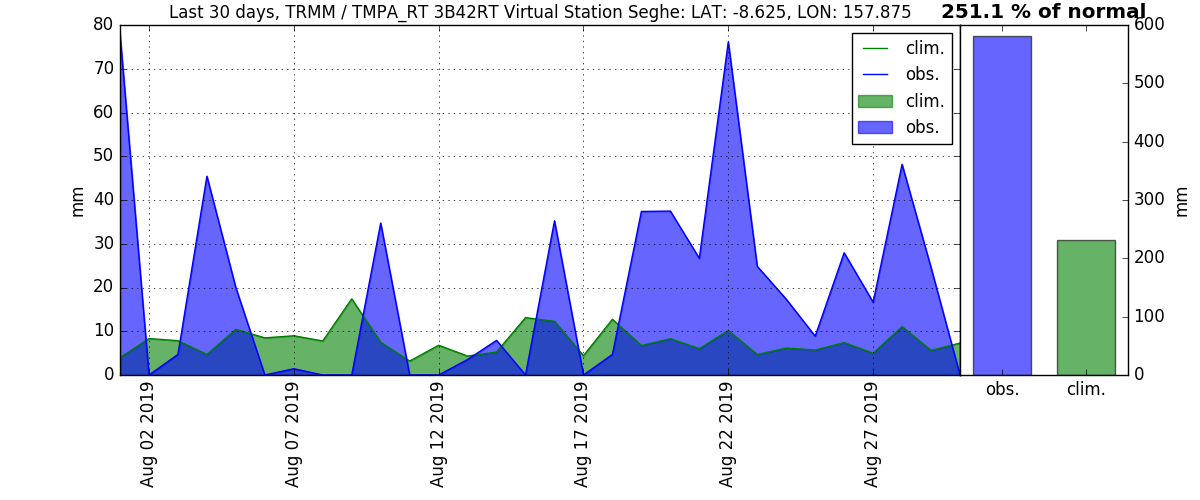 Last 30 days, TRMM / TMPA_RT 3B42RT Virtual Station Seghe: LAT: -8.625, LON: 157.875
251.1 % of normal
80
70
60
50
40
30
20
10
0
mm
clim.
obs.
clim.
obs.
600
500
400
300
200
100
0
mm
obs.
clim.
Aug 02 2019
Aug 07 2019
Aug 12 2019
Aug 17 2019
Aug 22 2019
Aug 27 2019